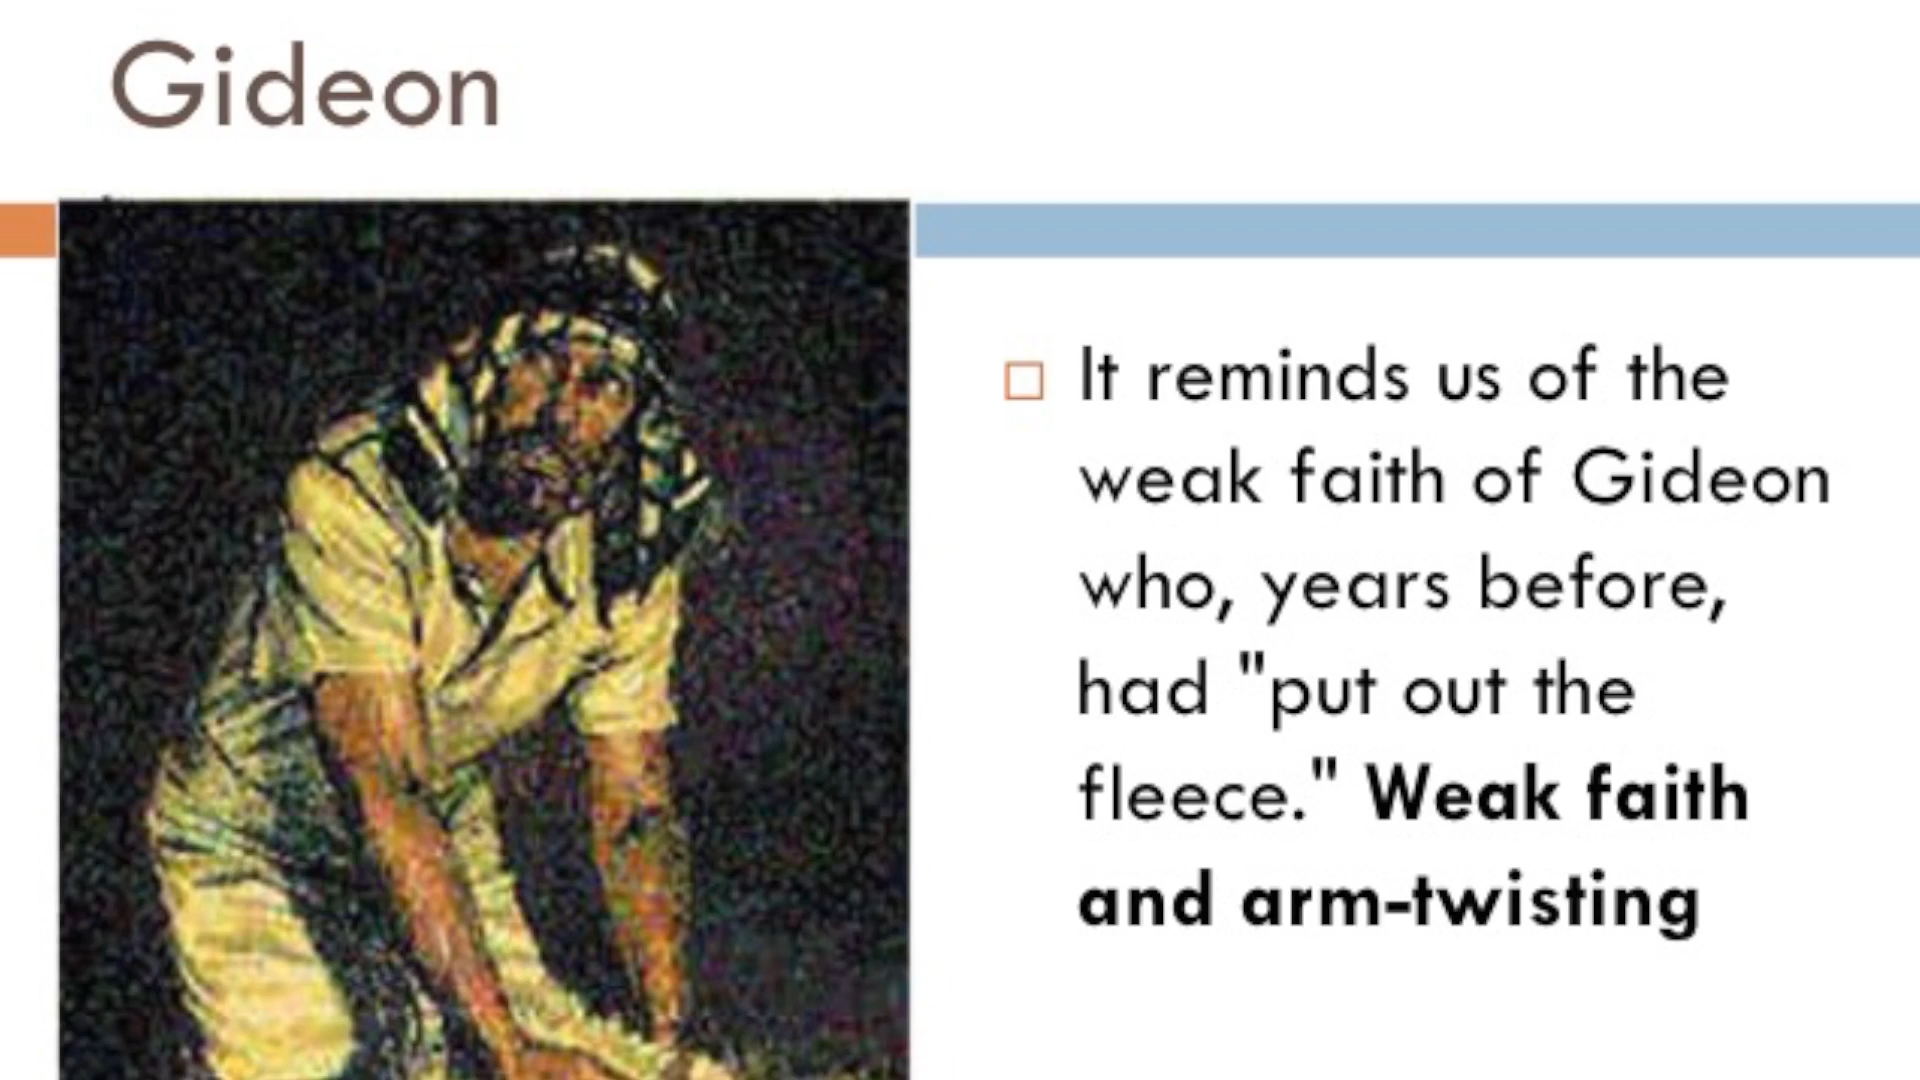 Gideon
It reminds us of the
weak faith of Gideon
who, years before,
had "put out the
fleece." Weak faith
and arm-twisting